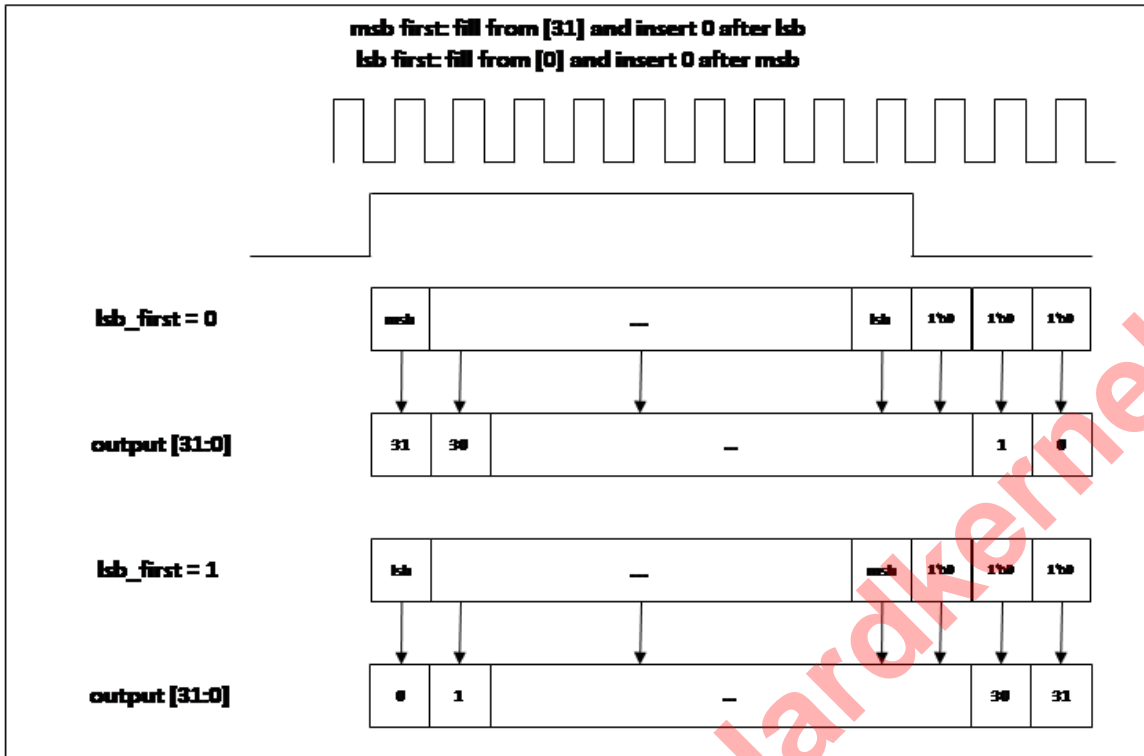 msb first: fill from [31] and insert 0 after lsb
lsb first: fill from [0] and insert 0 after msb
lsb_first = 0
msb ... lsb 1'b0 1'b0 1'b0
output [31:0]
31 30 ... 1 0
lsb_first = 1
lsb ... msb 1'b0 1'b0 1'b0
output [31:0]
0 1 ... 30 31